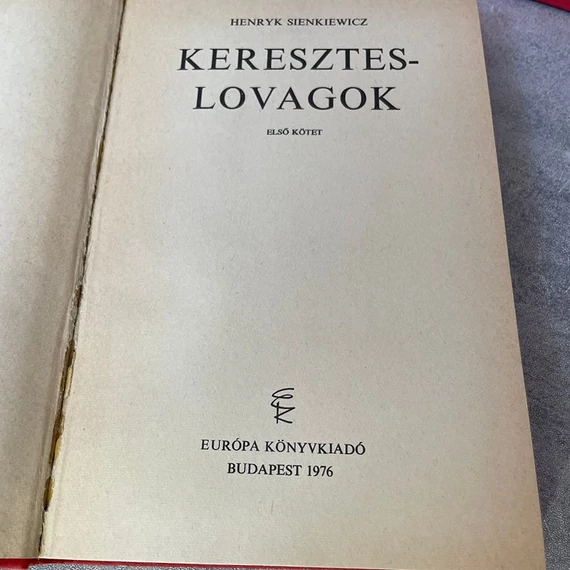 HENRYK SIENKIEWICZ
KERESZTES-
LOVAGOK
ELSŐ KÖTET
EURÓPA KÖNYVKIADÓ
BUDAPEST 1976